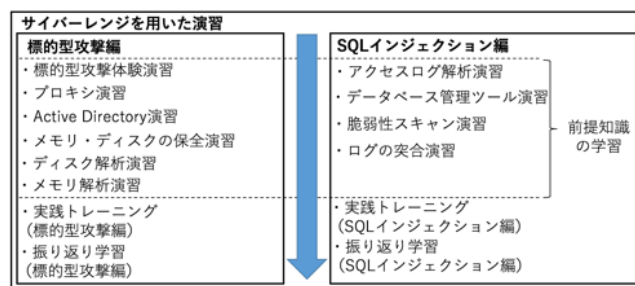 サイバーレンジを用いた演習
標的型攻撃編
・標的型攻撃体験演習
・プロキシ演習
・Active Directory演習
・メモリ・ディスクの保全演習
・ディスク解析演習
・メモリ解析演習
・実践トレーニング
(標的型攻撃編)
・振り返り学習
(標的型攻撃編)
SQLインジェクション編
・アクセスログ解析演習
・データベース管理ツール演習
・脆弱性スキャン演習
・ログの突合演習
・実践トレーニング
(SQLインジェクション編)
・振り返り学習
(SQLインジェクション編)
前提知識
の学習